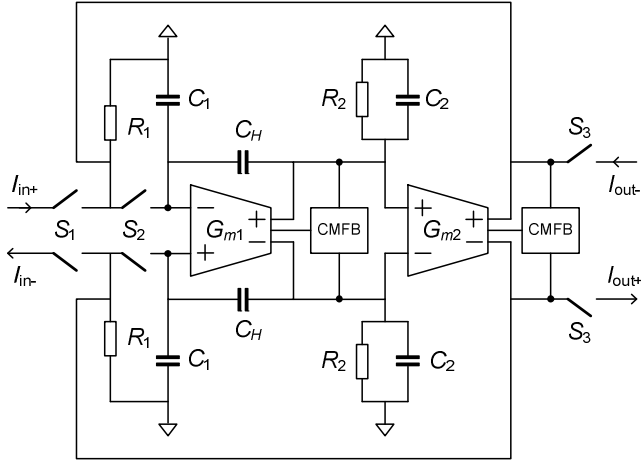 R1
C1
CH
R2
C2
S3
Iin+
S1
S2
−
Gm1
+
+
−
CMFB
+
Gm2
−
+
−
CMFB
Iout-
Iin-
Iout+
S3
R1
C1
CH
R2
C2